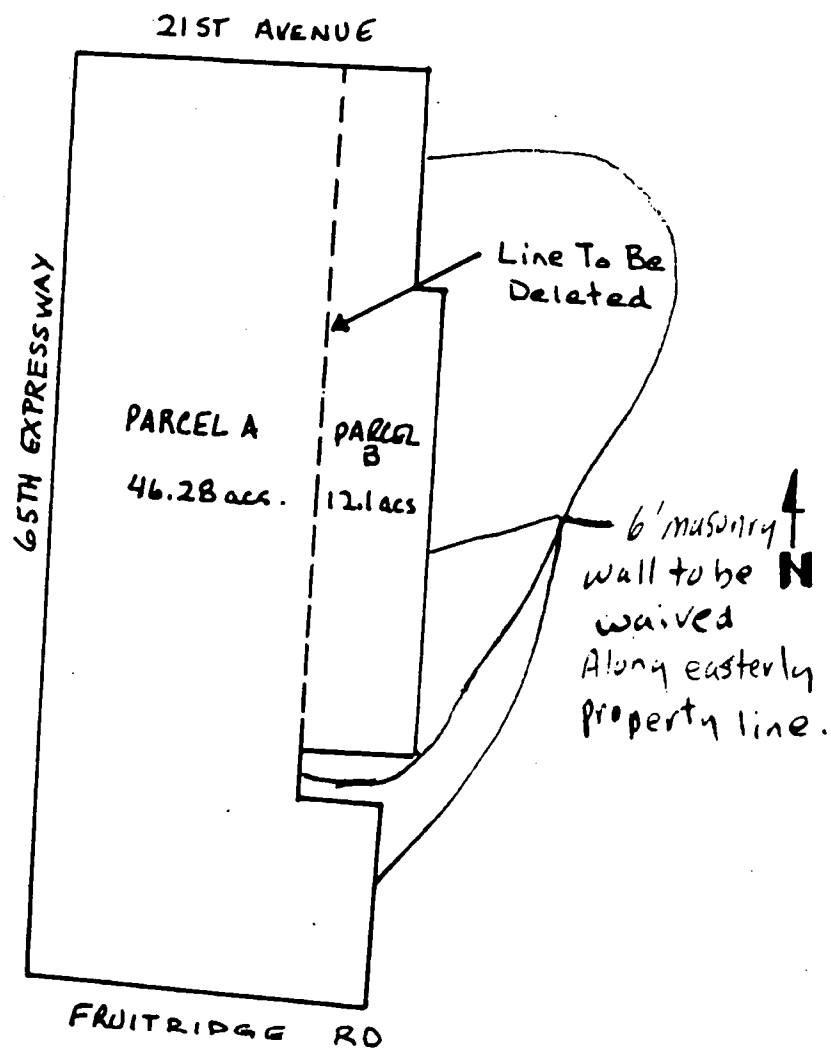 21ST AVENUE
Line To Be
Deleted
65TH EXPRESSWAY
PARCEL A
46.28 acs.
PARCEL
B
12.1 acs
6' masonry
wall to be
waived
Along easterly
property line.
N
FRUITRIDGE RD